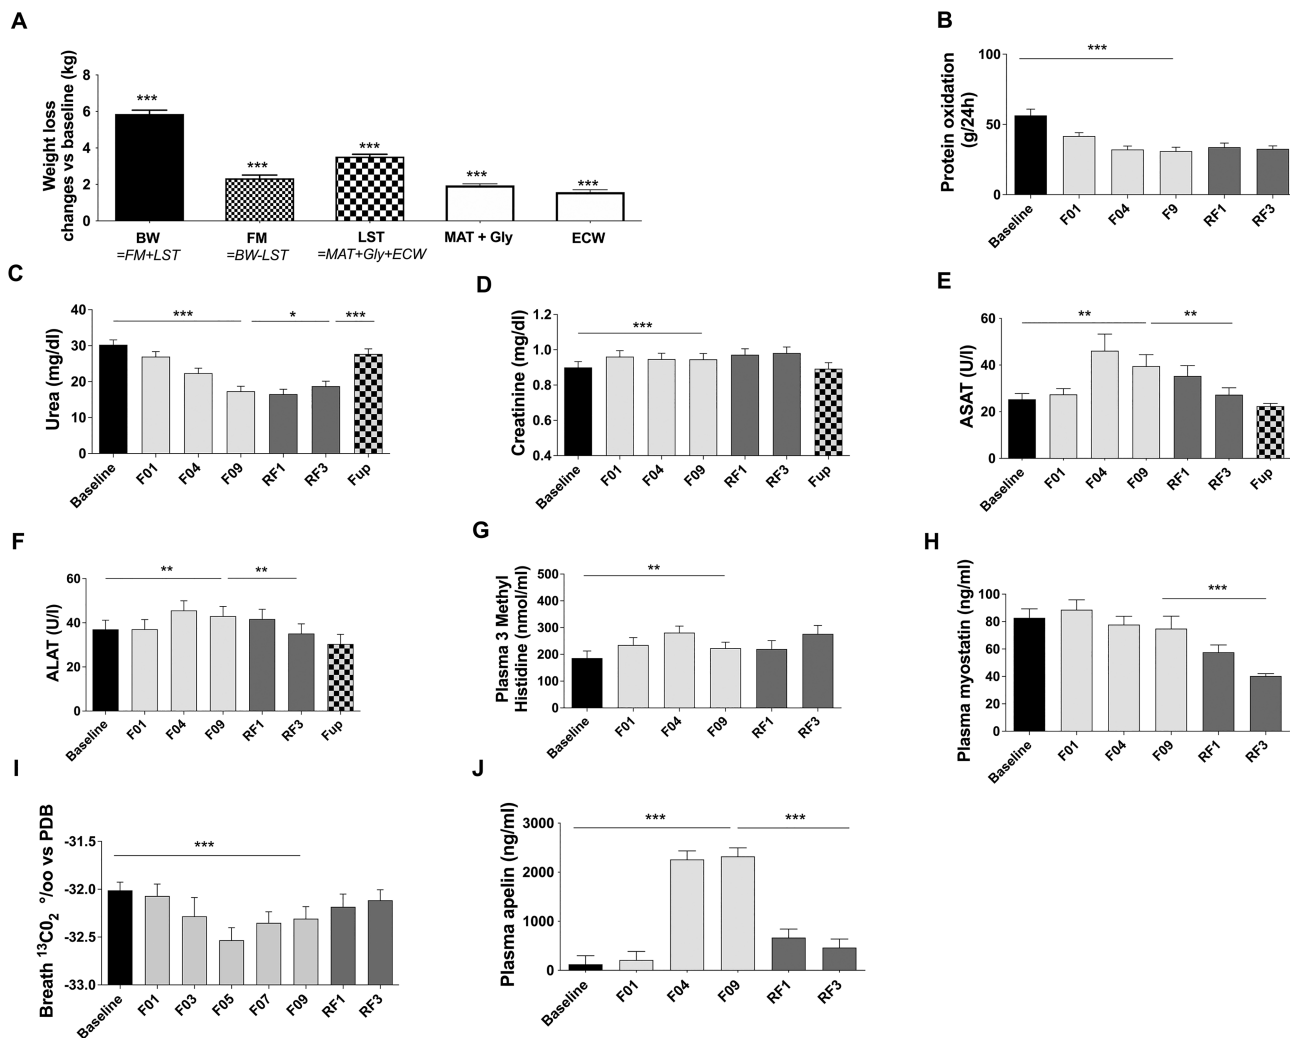 A
Weight loss
changes vs baseline (kg)
8
6
4
2
0
***
***
***
***
***
BW
FM
LST
MAT + Gly
ECW
=FM+LST
=BW-LST
=MAT+Gly+ECW
B
Protein oxidation
(g/24h)
100
50
0
***
Baseline
F01
F04
F9
RF1
RF3
C
Urea (mg/dl)
40
30
20
10
0
***
*
***
Baseline
F01
F04
F09
RF1
RF3
Fup
D
Creatinine (mg/dl)
1.2
1.0
0.8
0.6
0.4
***
Baseline
F01
F04
F09
RF1
RF3
Fup
E
ASAT (U/l)
60
40
20
0
**
**
Baseline
F01
F04
F09
RF1
RF3
Fup
F
ALAT (U/l)
60
40
20
0
**
**
Baseline
F01
F04
F09
RF1
RF3
Fup
G
Plasma 3 Methyl
Histidine (nmol/ml)
500
400
300
200
100
0
**
Baseline
F01
F04
F09
RF1
RF3
H
Plasma myostatin (ng/ml)
100
80
60
40
20
0
***
Baseline
F01
F04
F09
RF1
RF3
I
Breath ¹³C0₂ °/oo vs PDB
-31.5
-32.0
-32.5
-33.0
***
Baseline
F01
F03
F05
F07
F09
RF1
RF3
J
Plasma apelin (ng/ml)
3000
2000
1000
0
***
***
Baseline
F01
F04
F09
RF1
RF3